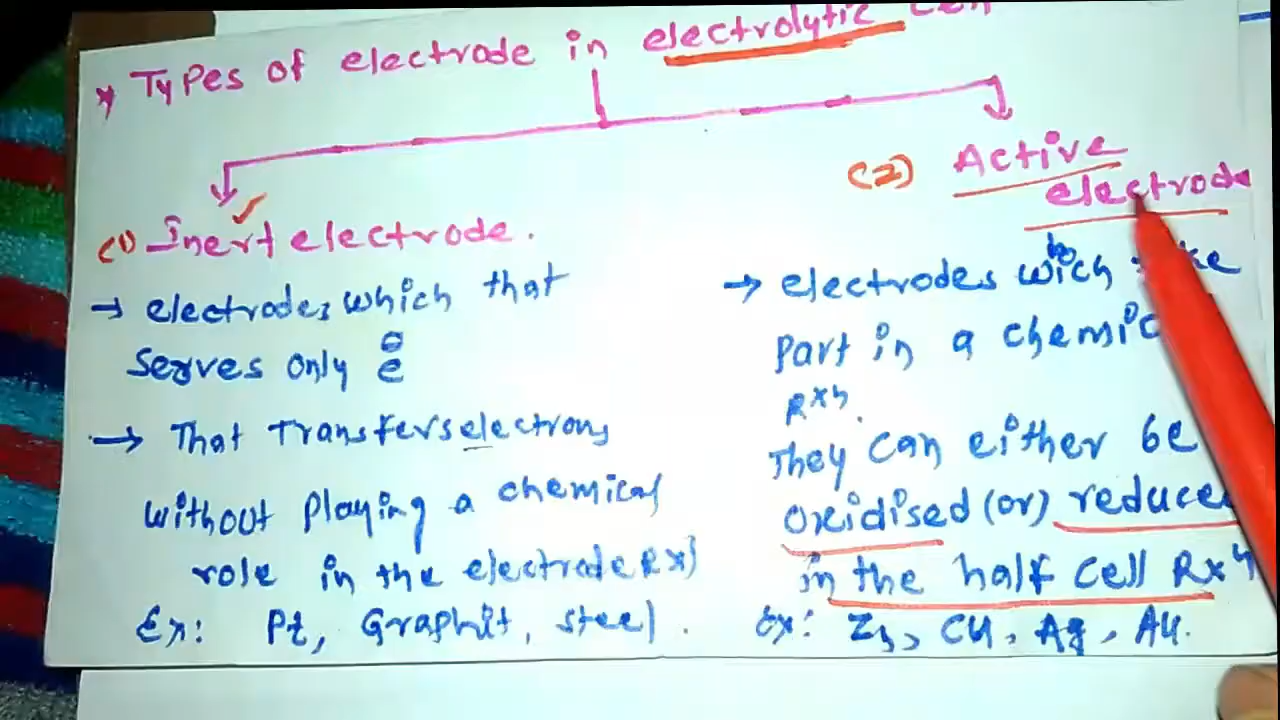 * Types of electrode in electrolytic cell
(1) Inert electrode.
→ electrodes which that
serves only e⊖
→ That Transfers electrons
without playing a chemical
role in the electrode Rxn
Ex: Pt, Graphit, steel.
(2) Active
electrode
→ electrodes wich
part in a chemic
Rxn.
They can either be
oxidised (or) reduced
in the half cell Rxn
Ex: Zn, Cu, Ag, Au.